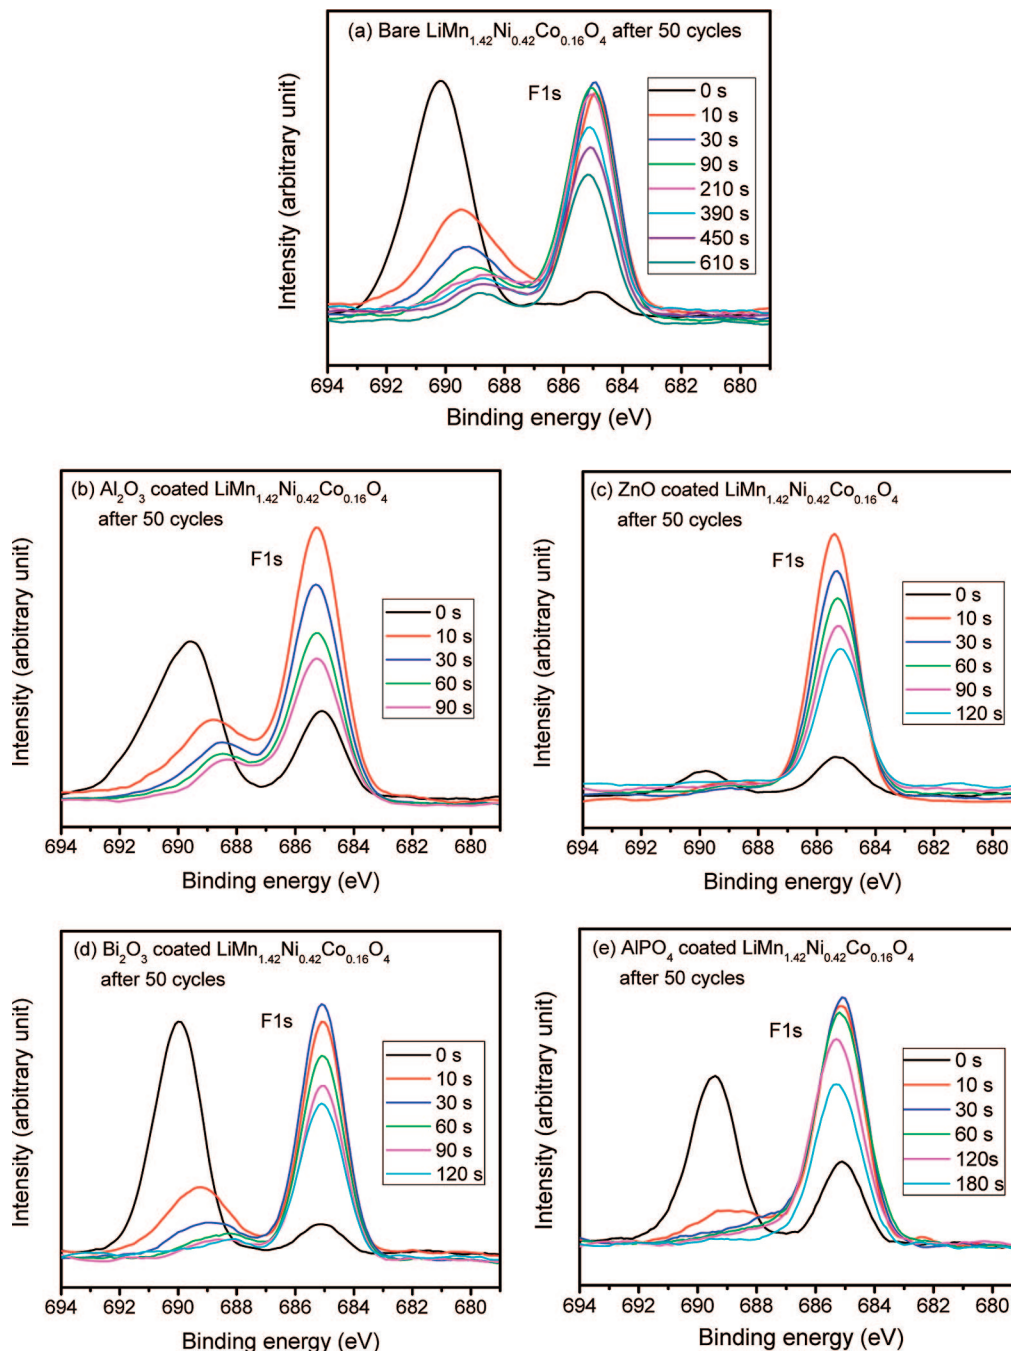 (a) Bare LiMn₁.₄₂Ni₀.₄₂Co₀.₁₆O₄ after 50 cycles
F1s
0 s
10 s
30 s
90 s
210 s
390 s
450 s
610 s
Intensity (arbitrary unit)
694 692 690 688 686 684 682 680
Binding energy (eV)
(b) Al₂O₃ coated LiMn₁.₄₂Ni₀.₄₂Co₀.₁₆O₄
after 50 cycles
F1s
0 s
10 s
30 s
60 s
90 s
Intensity (arbitrary unit)
694 692 690 688 686 684 682 680
Binding energy (eV)
(c) ZnO coated LiMn₁.₄₂Ni₀.₄₂Co₀.₁₆O₄
after 50 cycles
F1s
0 s
10 s
30 s
60 s
90 s
120 s
Intensity (arbitrary unit)
694 692 690 688 686 684 682 680
Binding energy (eV)
(d) Bi₂O₃ coated LiMn₁.₄₂Ni₀.₄₂Co₀.₁₆O₄
after 50 cycles
F1s
0 s
10 s
30 s
60 s
90 s
120 s
Intensity (arbitrary unit)
694 692 690 688 686 684 682 680
Binding energy (eV)
(e) AlPO₄ coated LiMn₁.₄₂Ni₀.₄₂Co₀.₁₆O₄
after 50 cycles
F1s
0 s
10 s
30 s
60 s
120s
180 s
Intensity (arbitrary unit)
694 692 690 688 686 684 682 680
Binding energy (eV)